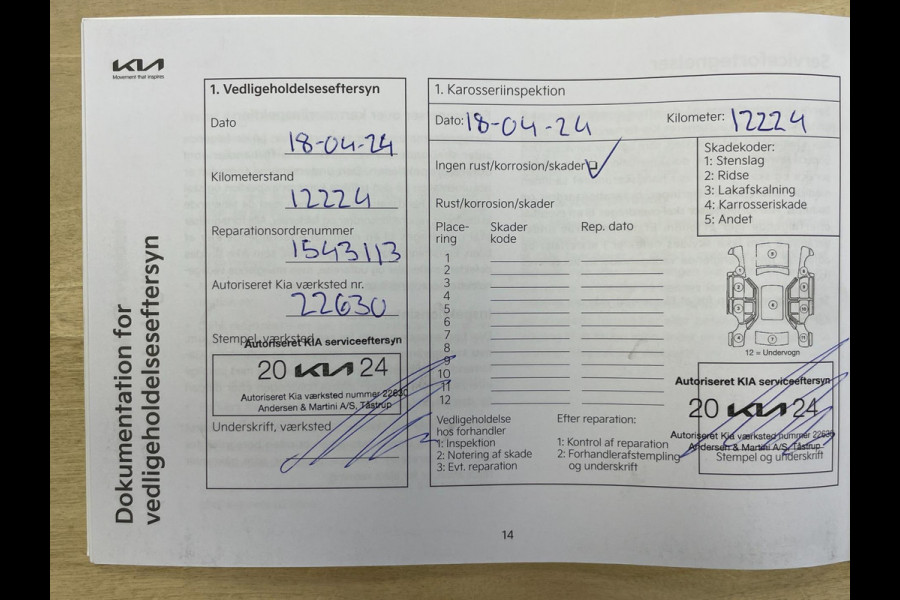 KIA
Movement that inspires
Dokumentation for
vedligeholdelseseftersyn
1. Vedligeholdelseseftersyn
Dato
18-04-24
Kilometerstand
12224
Reparationsordrenummer
1543113
Autoriseret Kia værksted nr.
22630
Stempel, værksted
Autoriseret KIA serviceeftersyn
20 KIA 24
Autoriseret Kia værksted nummer 22630
Andersen & Martini A/S, Tåstrup
Underskrift, værksted
1. Karosseriinspektion
Dato: 18-04-24 Kilometer: 12224
Ingen rust/korrosion/skader
Skadekoder:
1: Stenslag
2: Ridse
3: Lakafskalning
4: Karrosseriskade
5: Andet
Rust/korrosion/skader
Place-
ring
Skader
kode
Rep. dato
1
2
3
4
5
6
7
8
9
10
11
12
12 = Undervogn
Vedligeholdelse
hos forhandler
1: Inspektion
2: Notering af skade
3: Evt. reparation
Efter reparation:
1: Kontrol af reparation
2: Forhandlerafstempling
og underskrift
Autoriseret KIA serviceeftersyn
20 KIA 24
Autoriseret Kia værksted nummer 22630
Andersen & Martini A/S, Tåstrup
Stempel og underskrift
14